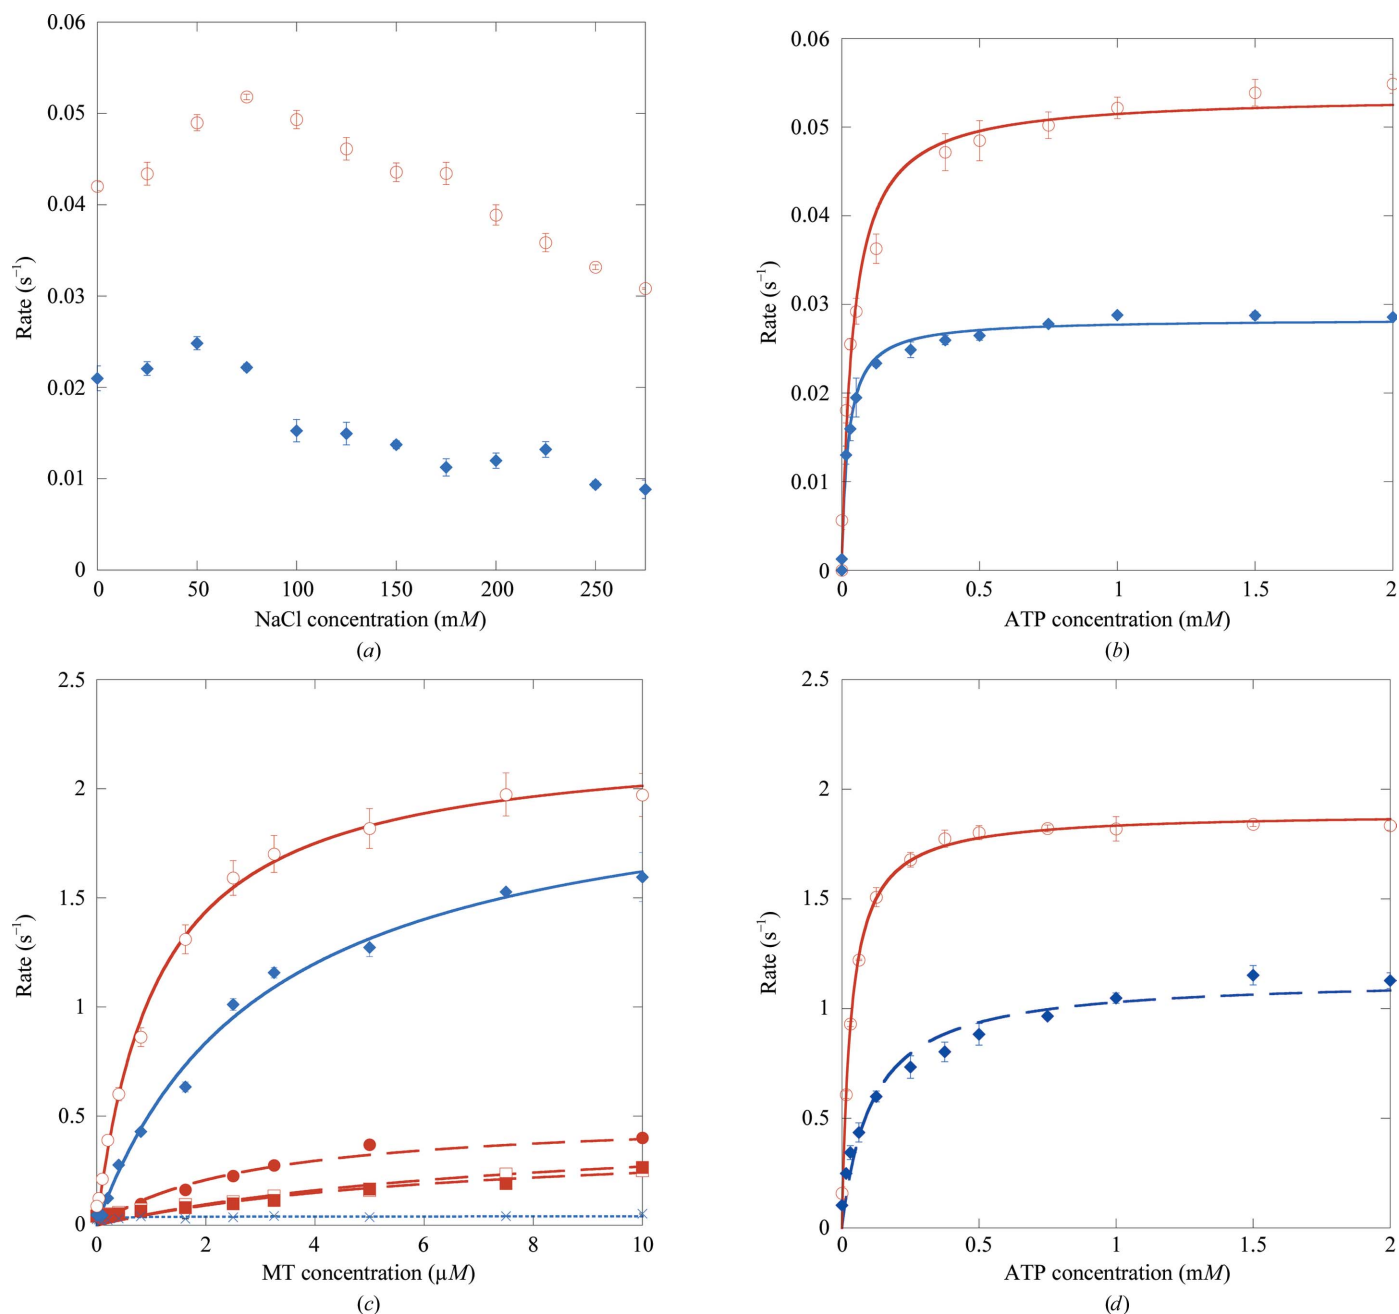 0.06
0.05
0.04
0.03
0.02
0.01
0
Rate (s⁻¹)
0 50 100 150 200 250
NaCl concentration (mM)
(a)
0.06
0.05
0.04
0.03
0.02
0.01
0
Rate (s⁻¹)
0 0.5 1 1.5 2
ATP concentration (mM)
(b)
2.5
2
1.5
1
0.5
0
Rate (s⁻¹)
0 2 4 6 8 10
MT concentration (µM)
(c)
2.5
2
1.5
1
0.5
0
Rate (s⁻¹)
0 0.5 1 1.5 2
ATP concentration (mM)
(d)